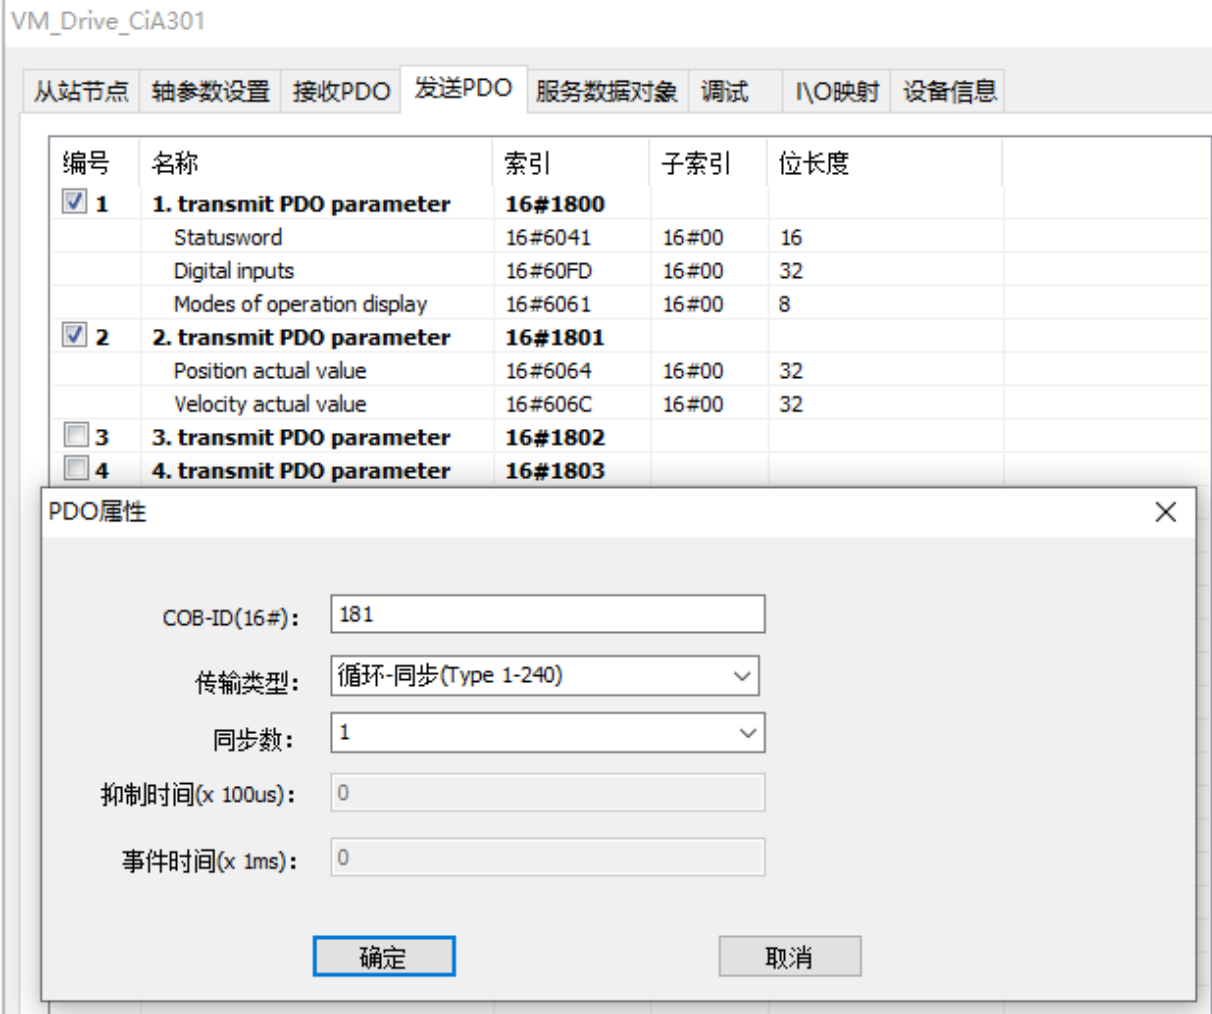 VM_Drive_CiA301
从站节点 轴参数设置 接收PDO 发送PDO 服务数据对象 调试 I\O映射 设备信息
编号 名称 索引 子索引 位长度
1 1. transmit PDO parameter 16#1800
Statusword 16#6041 16#00 16
Digital inputs 16#60FD 16#00 32
Modes of operation display 16#6061 16#00 8
2 2. transmit PDO parameter 16#1801
Position actual value 16#6064 16#00 32
Velocity actual value 16#606C 16#00 32
3 3. transmit PDO parameter 16#1802
4 4. transmit PDO parameter 16#1803
PDO属性
COB-ID(16#): 181
传输类型: 循环-同步(Type 1-240)
同步数: 1
抑制时间(x 100us): 0
事件时间(x 1ms): 0
确定 取消